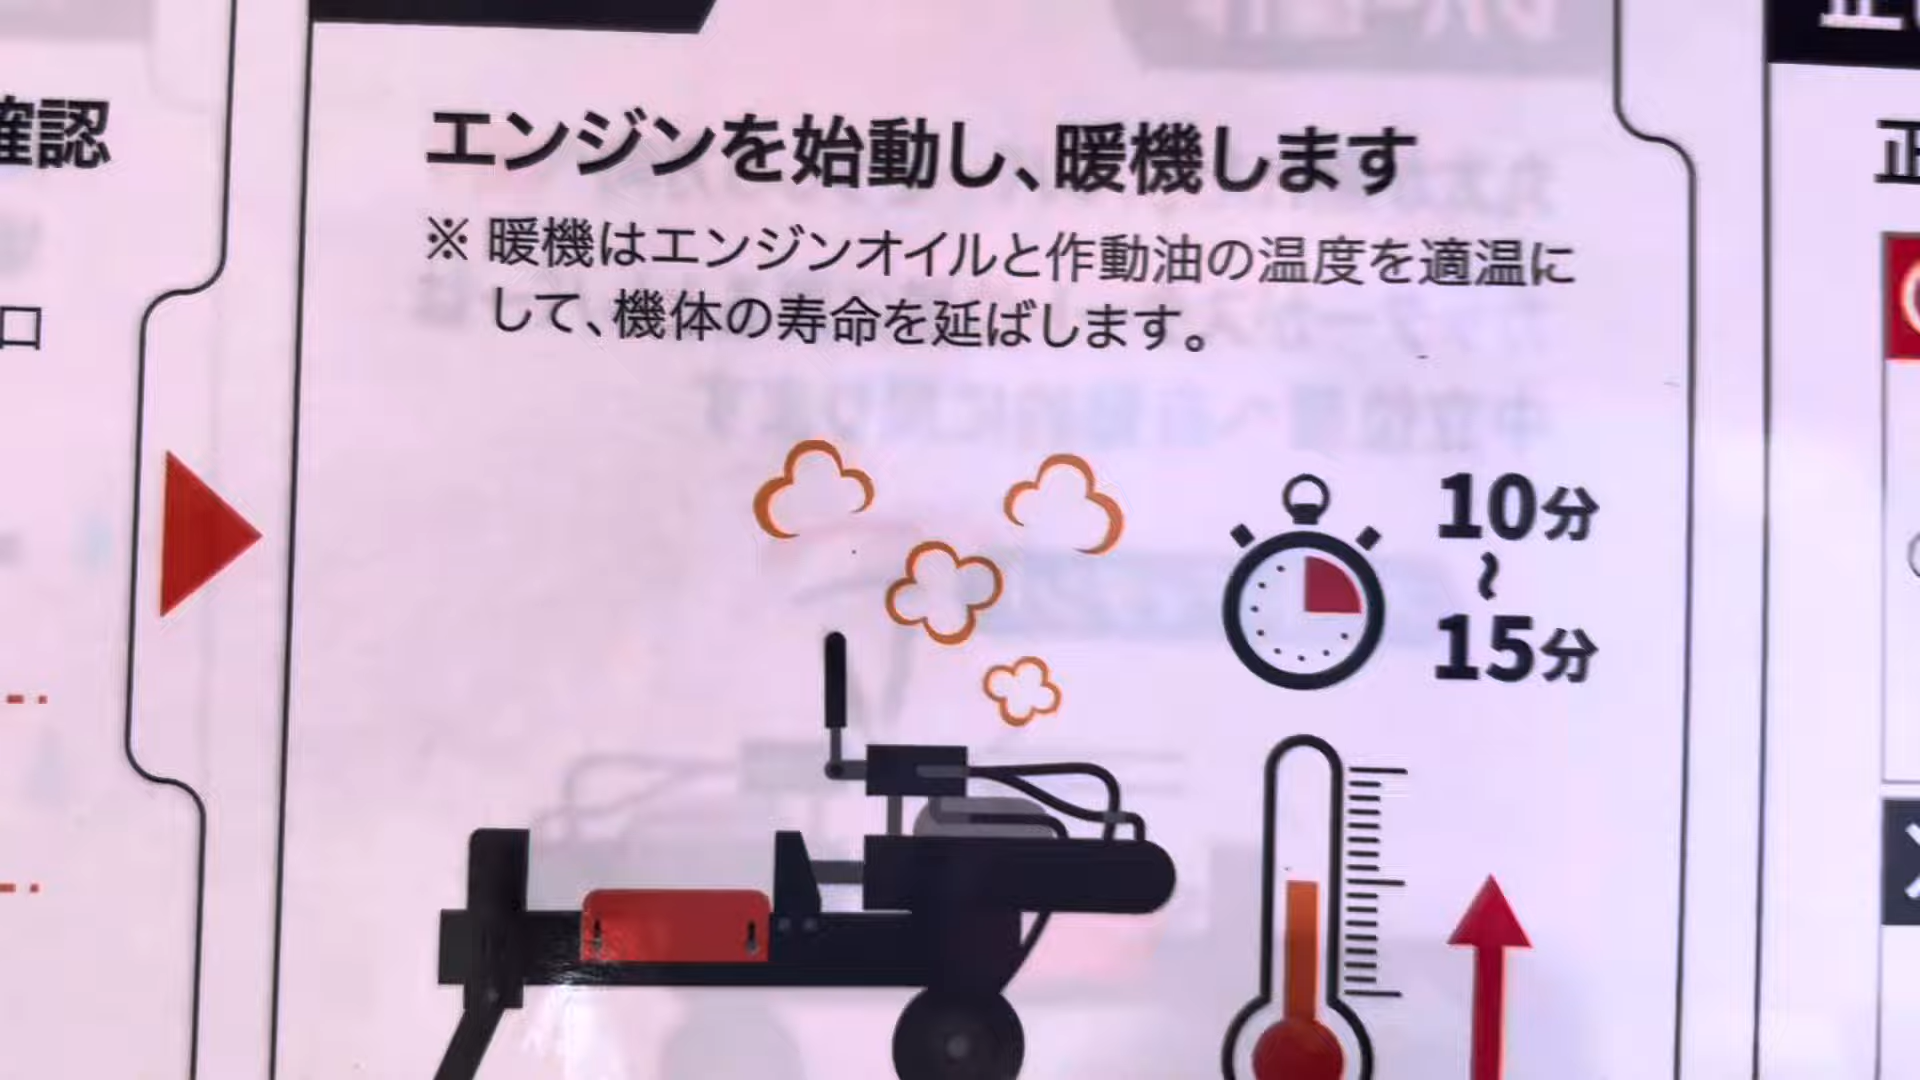 確認
口
エンジンを始動し、暖機します
※ 暖機はエンジンオイルと作動油の温度を適温に
して、機体の寿命を延ばします。
10分
〜
15分
正